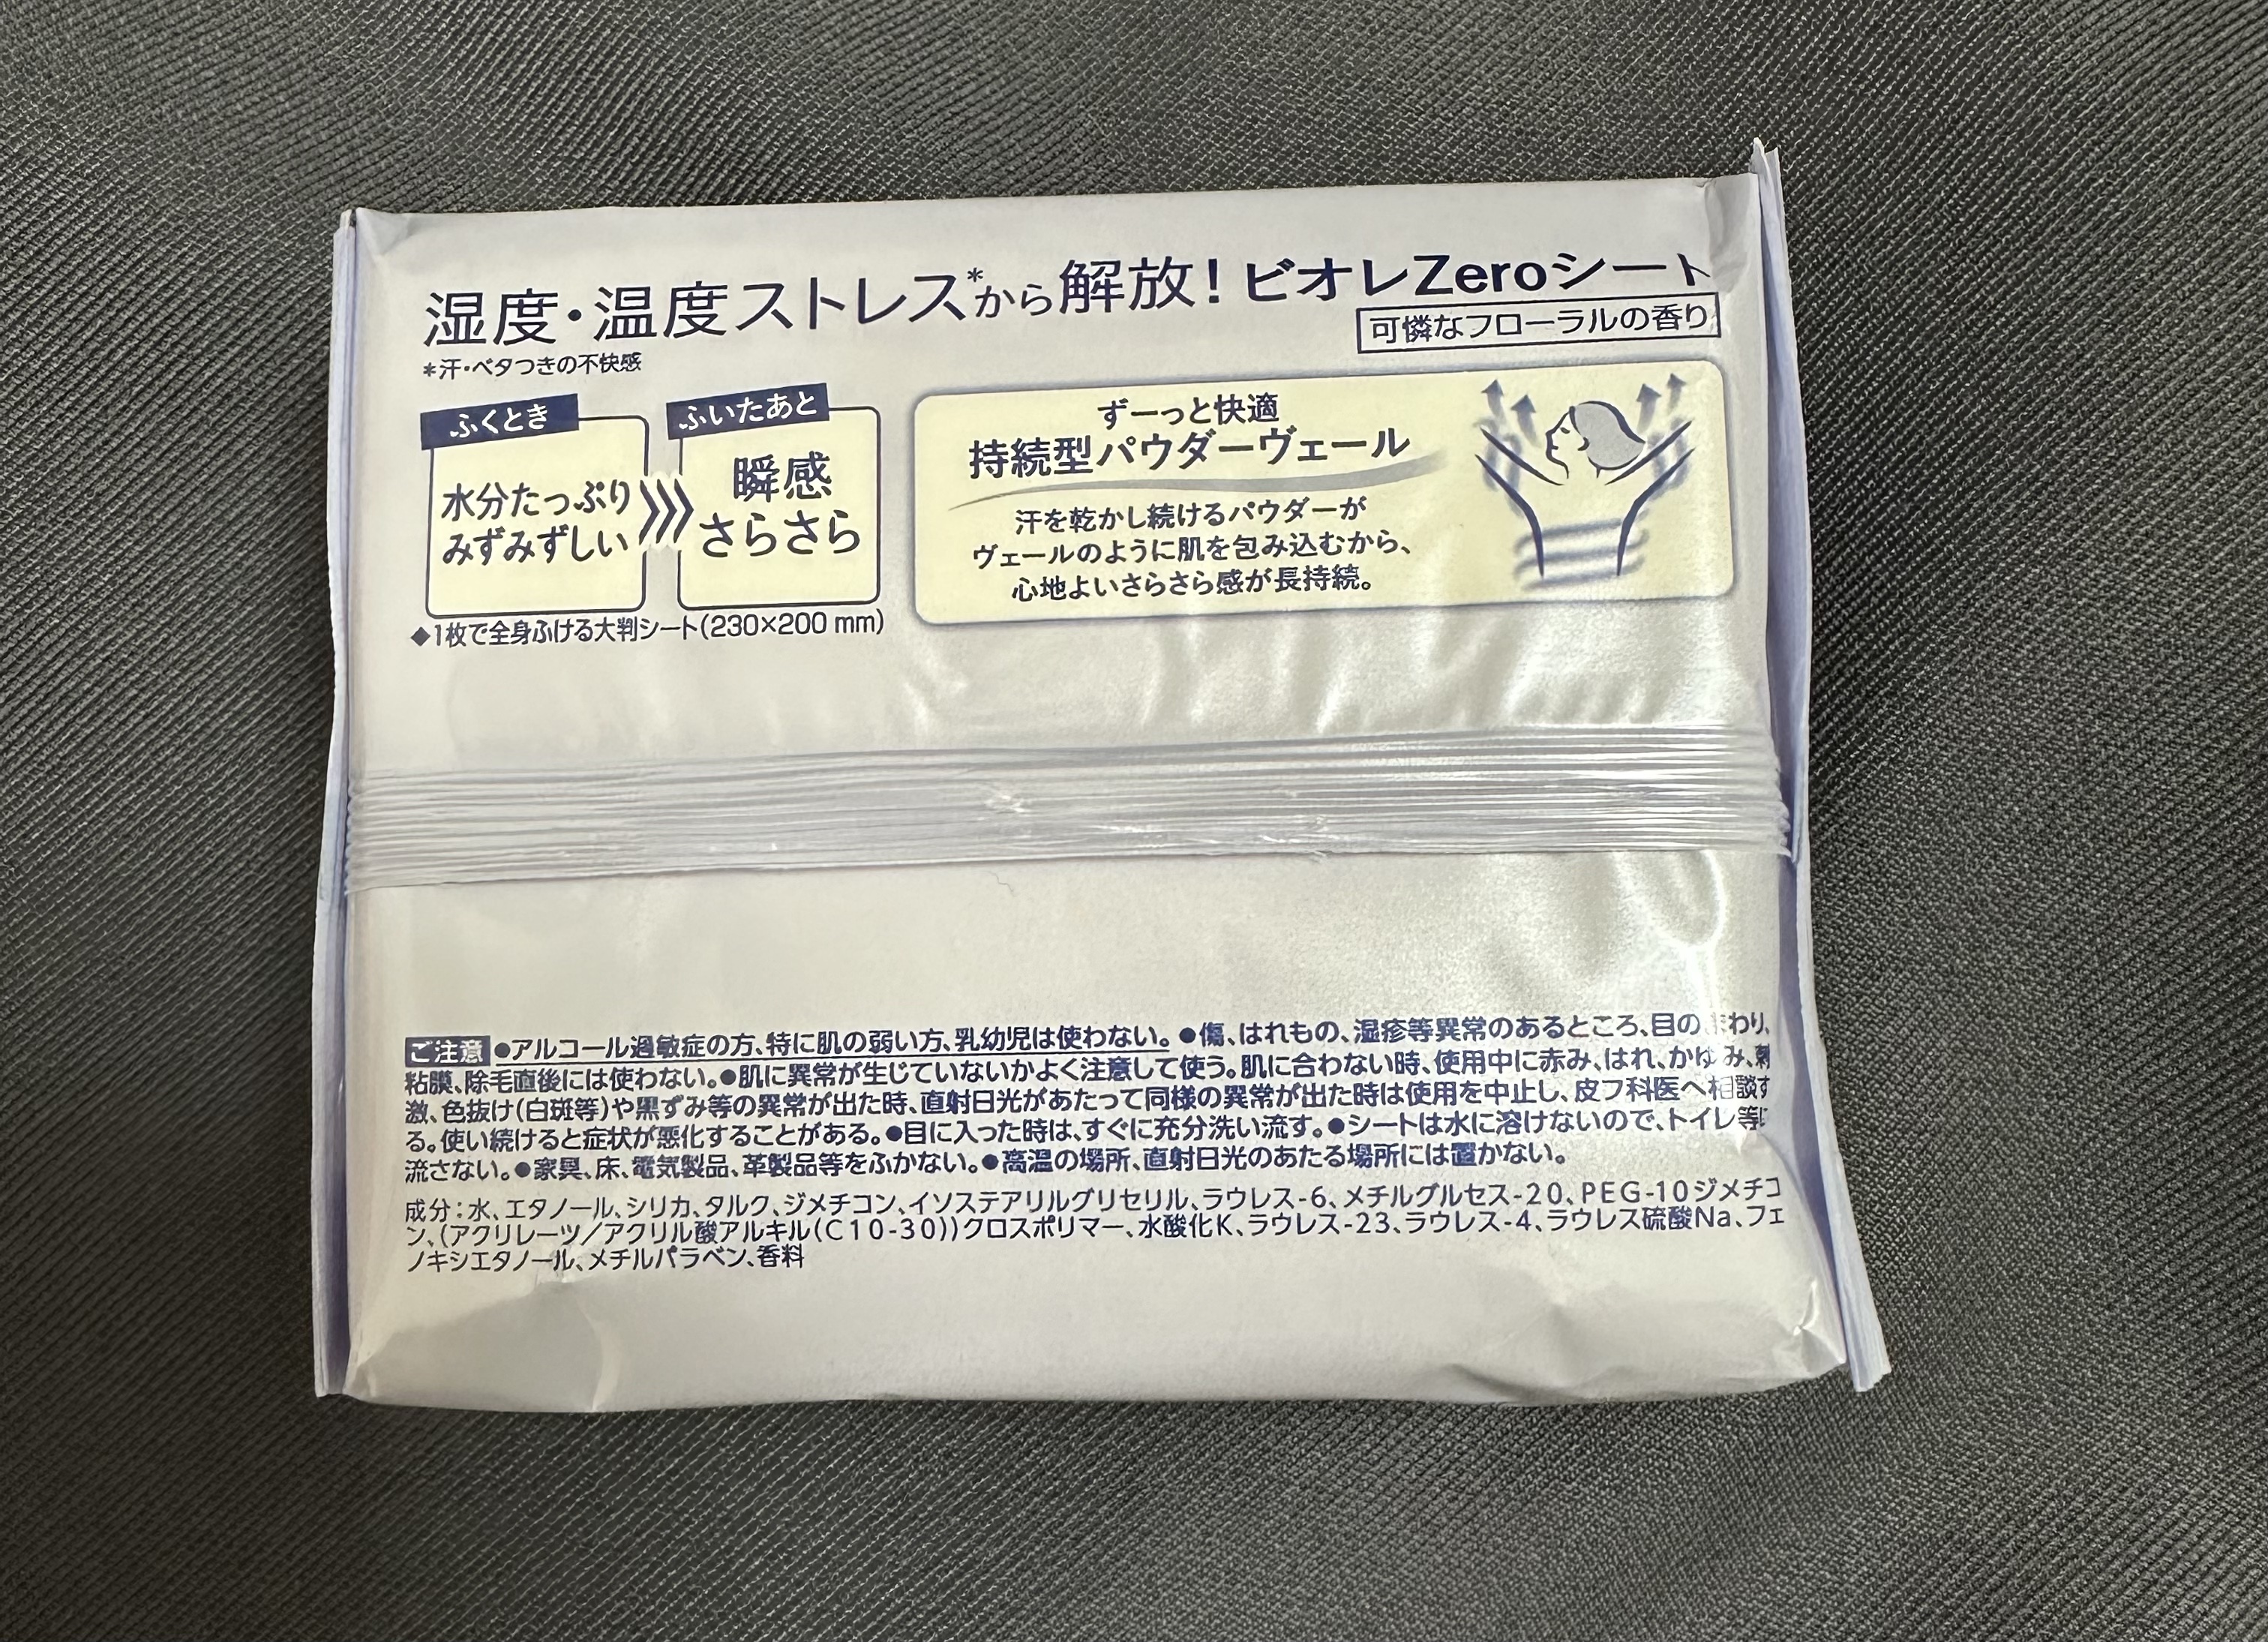 湿度・温度ストレス*から解放！ビオレZeroシート
可憐なフローラルの香り
*汗・ベタつきの不快感
ふくとき
水分たっぷり
みずみずしい
ふいたあと
瞬感
さらさら
◆1枚で全身ふける大判シート(230×200 mm)
ずーっと快適
持続型パウダーヴェール
汗を乾かし続けるパウダーが
ヴェールのように肌を包み込むから、
心地よいさらさら感が長持続。
ご注意 ●アルコール過敏症の方、特に肌の弱い方、乳幼児は使わない。●傷、はれもの、湿疹等異常のあるところ、目のまわり、
粘膜、除毛直後には使わない。●肌に異常が生じていないかよく注意して使う。肌に合わない時、使用中に赤み、はれ、かゆみ、刺
激、色抜け(白斑等)や黒ずみ等の異常が出た時、直射日光があたって同様の異常が出た時は使用を中止し、皮フ科医へ相談す
る。使い続けると症状が悪化することがある。●目に入った時は、すぐに充分洗い流す。●シートは水に溶けないので、トイレ等に
流さない。●家具、床、電気製品、革製品等をふかない。●高温の場所、直射日光のあたる場所には置かない。
成分：水、エタノール、シリカ、タルク、ジメチコン、イソステアリルグリセリル、ラウレス-6、メチルグルセス-20、PEG-10ジメチコ
ン、(アクリレーツ／アクリル酸アルキル(C10-30))クロスポリマー、水酸化K、ラウレス-23、ラウレス-4、ラウレス硫酸Na、フェ
ノキシエタノール、メチルパラベン、香料